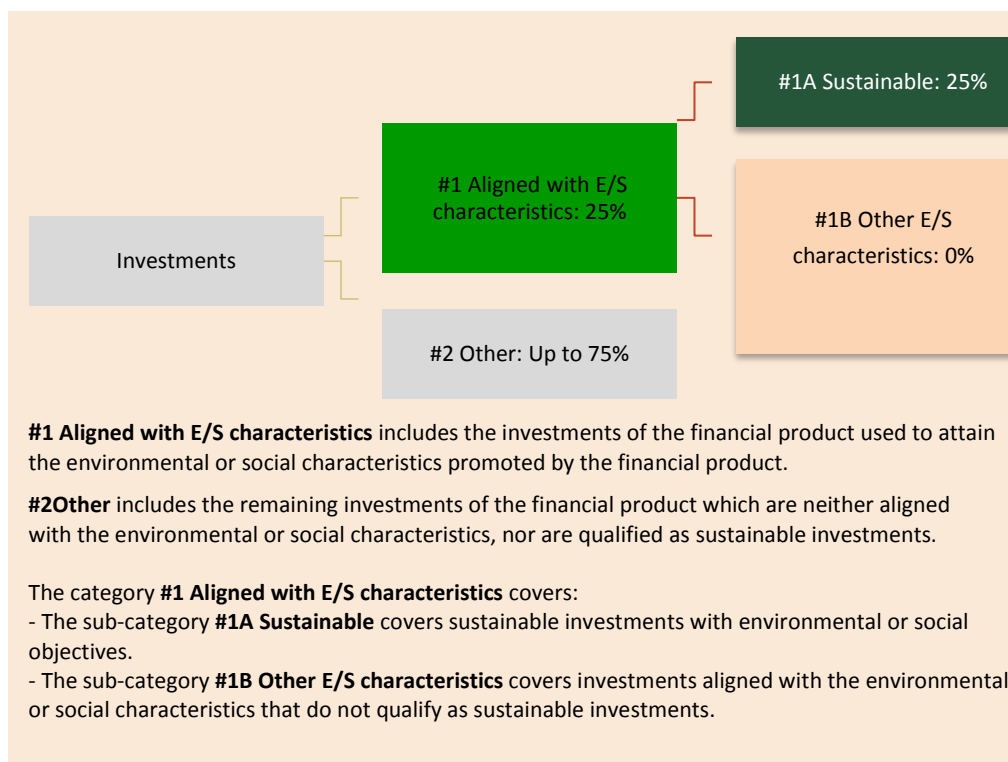 #1A Sustainable: 25%
#1 Aligned with E/S
characteristics: 25%
#1B Other E/S
characteristics: 0%
Investments
#2 Other: Up to 75%
#1 Aligned with E/S characteristics includes the investments of the financial product used to attain
the environmental or social characteristics promoted by the financial product.
#2Other includes the remaining investments of the financial product which are neither aligned
with the environmental or social characteristics, nor are qualified as sustainable investments.
The category #1 Aligned with E/S characteristics covers:
- The sub-category #1A Sustainable covers sustainable investments with environmental or social
objectives.
- The sub-category #1B Other E/S characteristics covers investments aligned with the environmental
or social characteristics that do not qualify as sustainable investments.